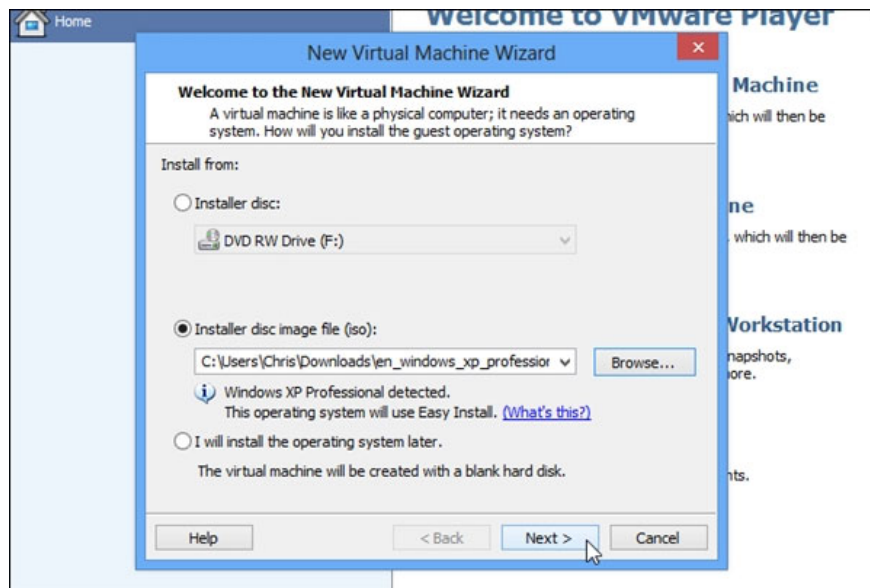 Home
Welcome to VMware Player
New Virtual Machine Wizard
Welcome to the New Virtual Machine Wizard
A virtual machine is like a physical computer; it needs an operating
system. How will you install the guest operating system?
Install from:
Installer disc:
DVD RW Drive (F:)
Installer disc image file (iso):
C:\Users\Chris\Downloads\en_windows_xp_profession
Browse...
Windows XP Professional detected.
This operating system will use Easy Install. (What's this?)
I will install the operating system later.
The virtual machine will be created with a blank hard disk.
Help
< Back
Next >
Cancel
Machine
which will then be
ne
, which will then be
Workstation
napshots,
ore.
nts.